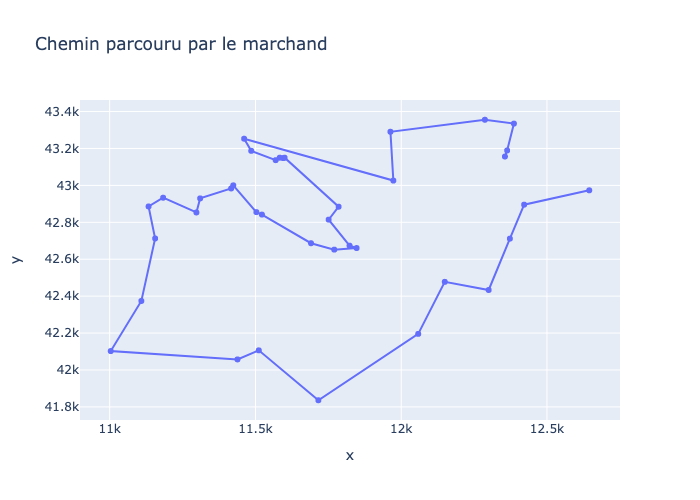 Chemin parcouru par le marchand
43.4k
43.2k
43k
42.8k
42.6k
42.4k
42.2k
42k
41.8k
y
11k
11.5k
12k
12.5k
x